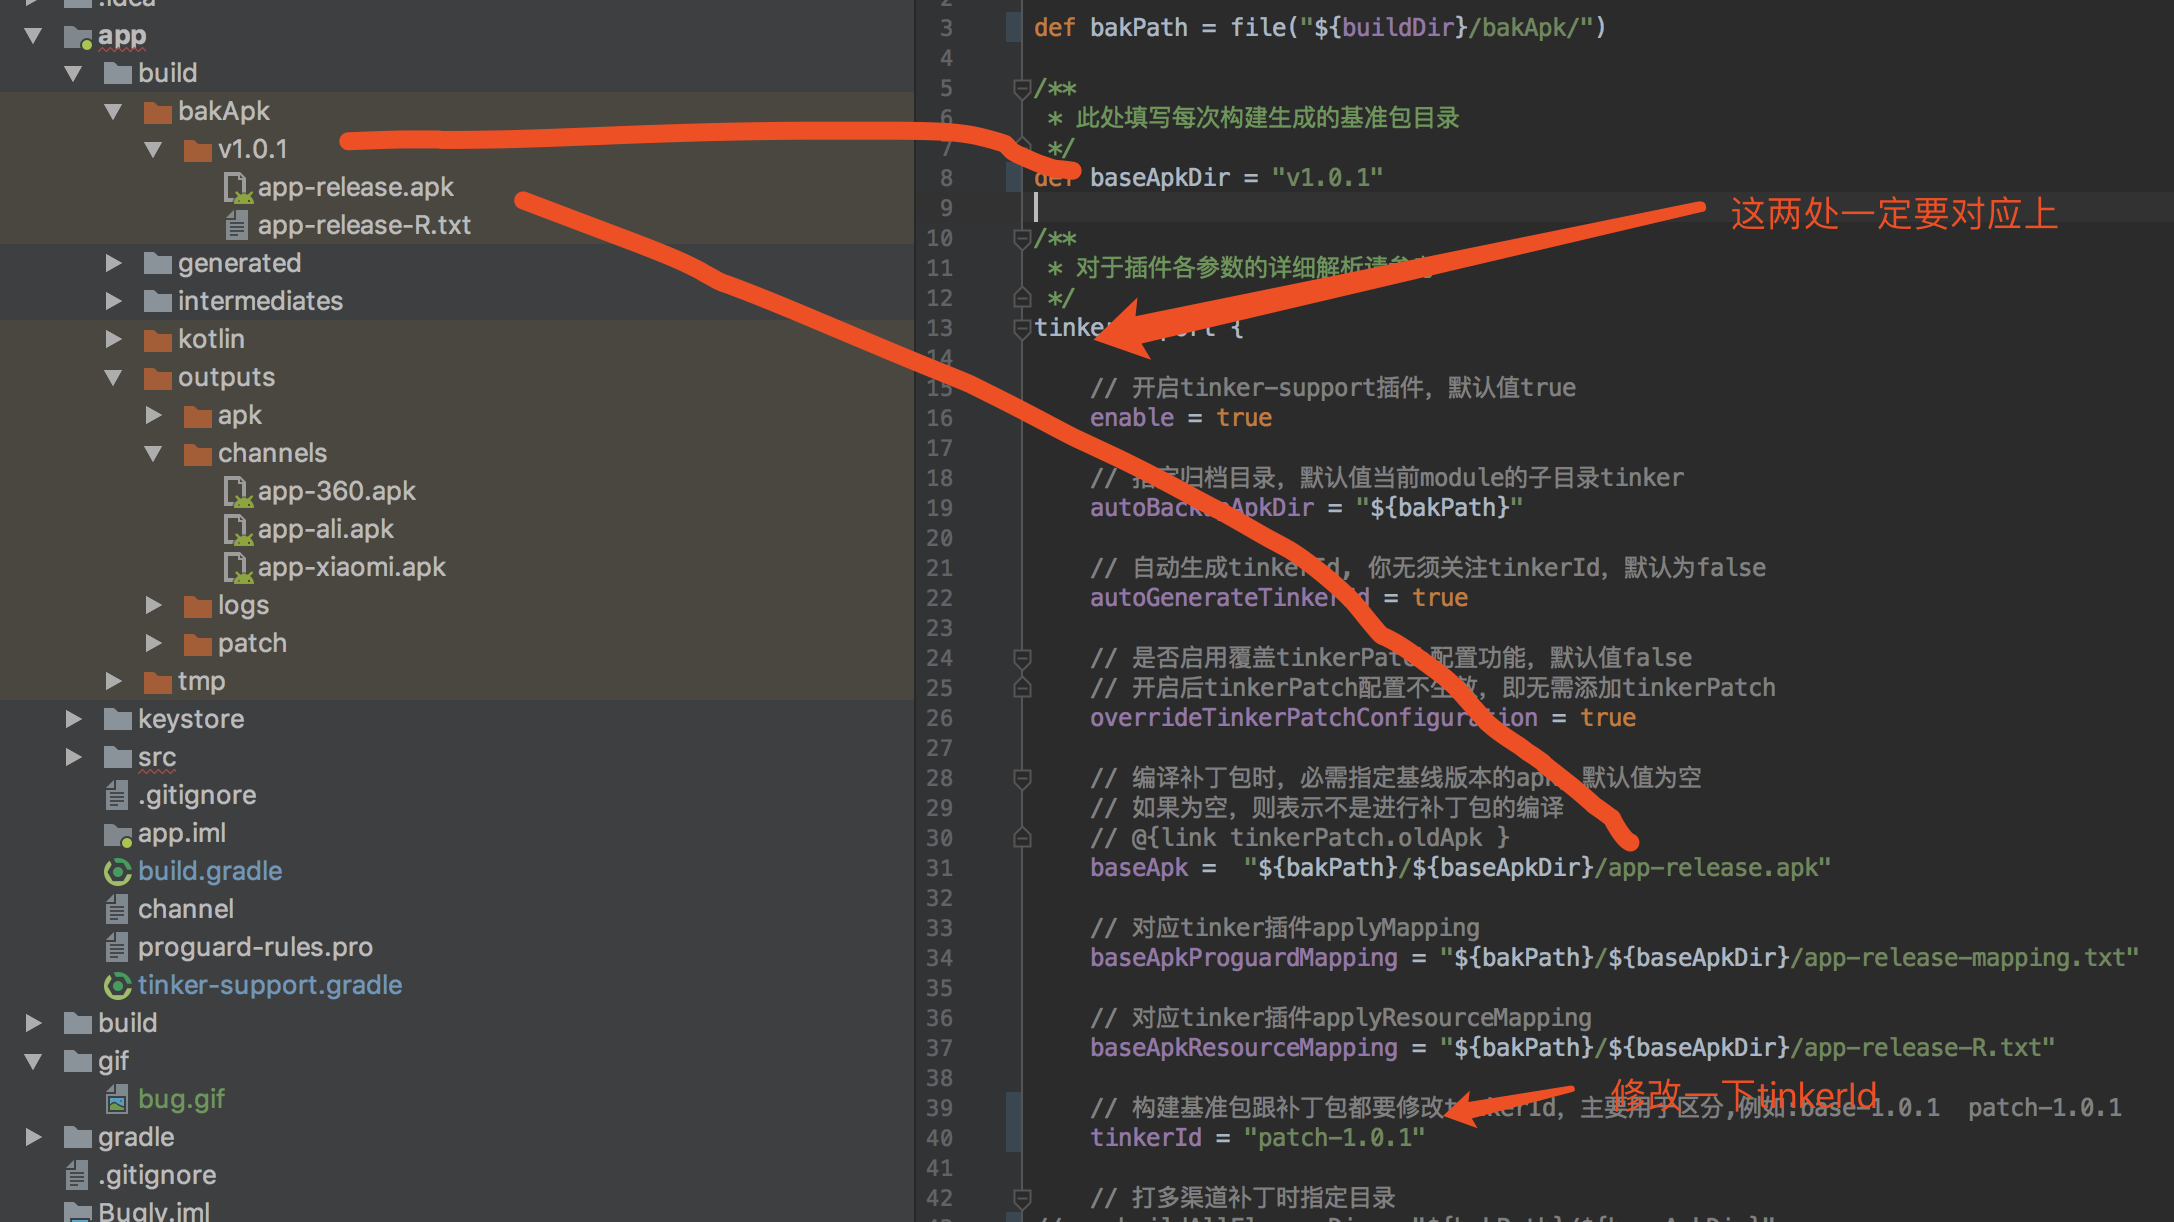 .idea
app
build
bakApk
v1.0.1
app-release.apk
app-release-R.txt
generated
intermediates
kotlin
outputs
apk
channels
app-360.apk
app-ali.apk
app-xiaomi.apk
logs
patch
tmp
keystore
src
.gitignore
app.iml
build.gradle
channel
proguard-rules.pro
tinker-support.gradle
build
gif
bug.gif
gradle
.gitignore
Bugly.iml
2
3 def bakPath = file("${buildDir}/bakApk/")
4
5 /**
6 * 此处填写每次构建生成的基准包目录
7 */
8 def baseApkDir = "v1.0.1"
9
这两处一定要对应上
10 /**
11 * 对于插件各参数的详细解析请参考
12 */
13 tinker {
14
15 // 开启tinker-support插件，默认值true
16 enable = true
17
18 // 归档目录，默认值当前module的子目录tinker
19 autoBackupApkDir = "${bakPath}"
20
21 // 自动生成tinkerId, 你无须关注tinkerId，默认为false
22 autoGenerateTinkerId = true
23
24 // 是否启用覆盖tinkerPatch配置功能，默认值false
25 // 开启后tinkerPatch配置不生效，即无需添加tinkerPatch
26 overrideTinkerPatchConfiguration = true
27
28 // 编译补丁包时，必需指定基线版本的apk，默认值为空
29 // 如果为空，则表示不是进行补丁包的编译
30 // @{link tinkerPatch.oldApk }
31 baseApk = "${bakPath}/${baseApkDir}/app-release.apk"
32
33 // 对应tinker插件applyMapping
34 baseApkProguardMapping = "${bakPath}/${baseApkDir}/app-release-mapping.txt"
35
36 // 对应tinker插件applyResourceMapping
37 baseApkResourceMapping = "${bakPath}/${baseApkDir}/app-release-R.txt"
38
修改一下tinkerId
39 // 构建基准包跟补丁包都要修改tinkerId，主要用于区分,例如:base-1.0.1 patch-1.0.1
40 tinkerId = "patch-1.0.1"
41
42 // 打多渠道补丁时指定目录